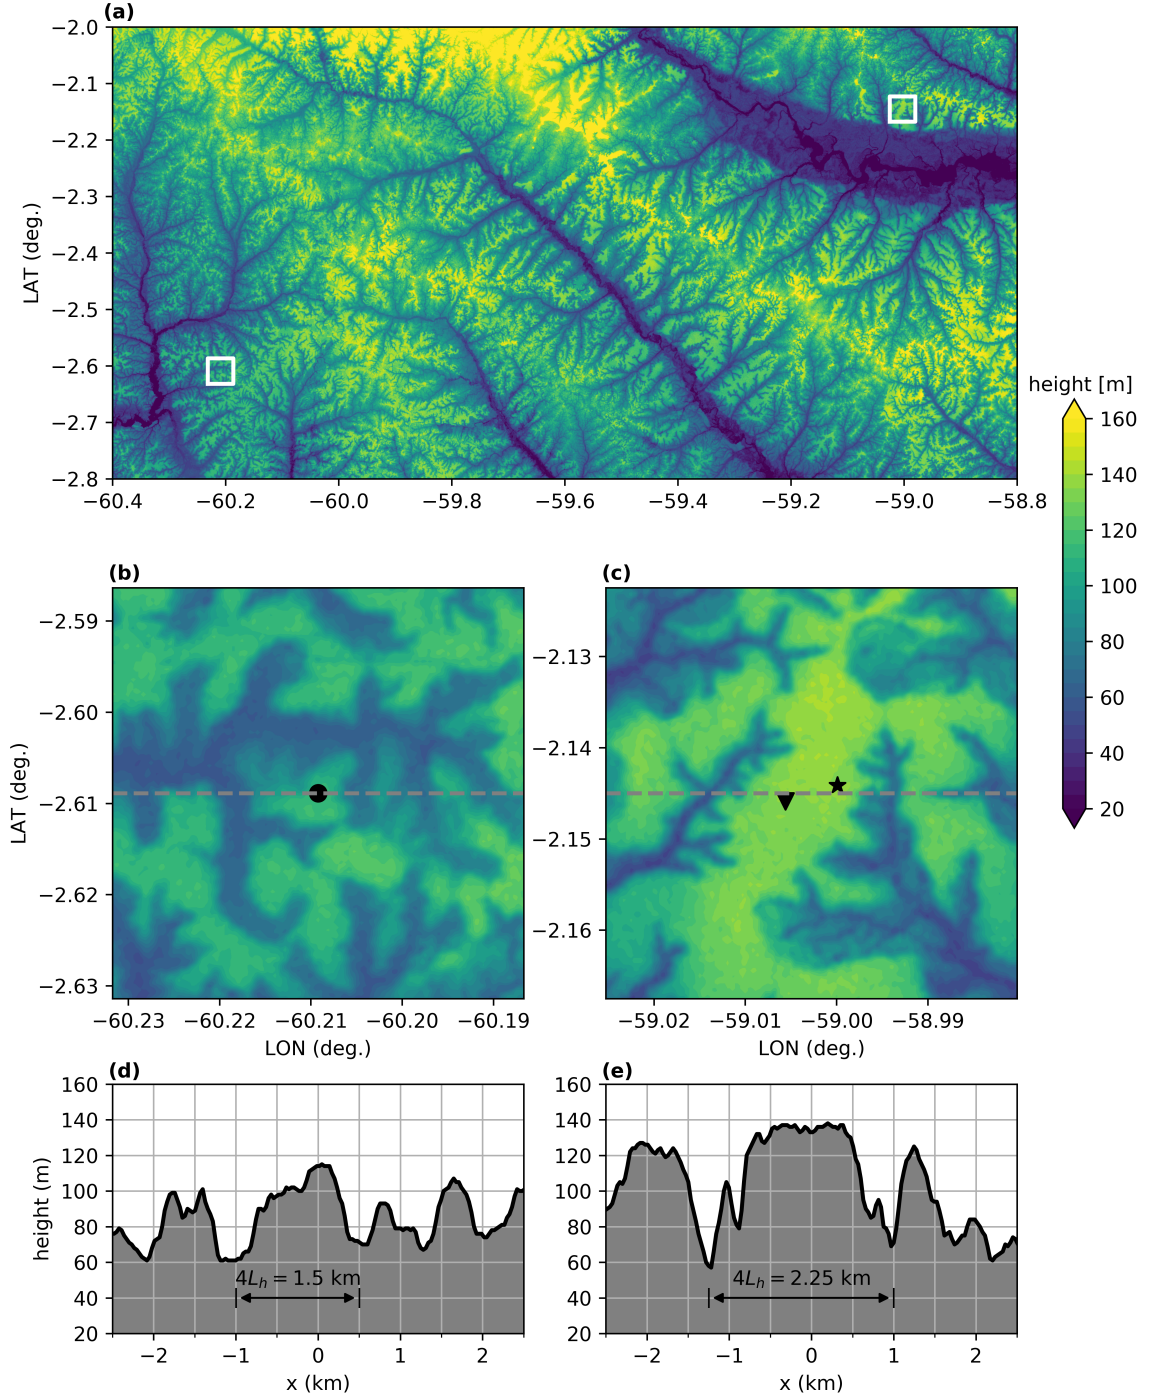 (a)
−2.0
−2.1
−2.2
−2.3
−2.4
−2.5
−2.6
−2.7
−2.8
LAT (deg.)
−60.4 −60.2 −60.0 −59.8 −59.6 −59.4 −59.2 −59.0 −58.8
height [m]
160
140
120
100
80
60
40
20
(b)
−2.59
−2.60
−2.61
−2.62
−2.63
LAT (deg.)
−60.23 −60.22 −60.21 −60.20 −60.19
LON (deg.)
(c)
−2.13
−2.14
−2.15
−2.16
−59.02 −59.01 −59.00 −58.99
LON (deg.)
(d)
160
140
120
100
80
60
40
20
height (m)
4Lₕ = 1.5 km
−2 −1 0 1 2
x (km)
(e)
160
140
120
100
80
60
40
20
4Lₕ = 2.25 km
−2 −1 0 1 2
x (km)